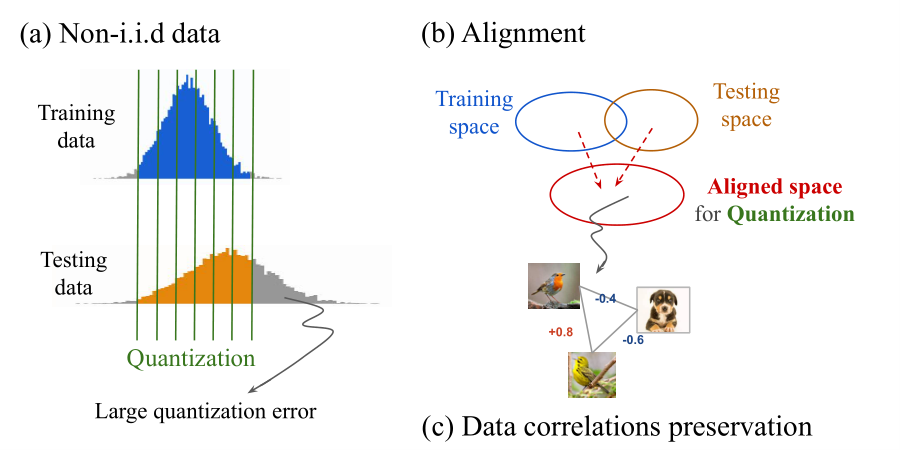 (a) Non-i.i.d data
Training
data
Testing
data
Quantization
Large quantization error
(b) Alignment
Training
space
Testing
space
Aligned space
for Quantization
-0.4
+0.8
-0.6
(c) Data correlations preservation